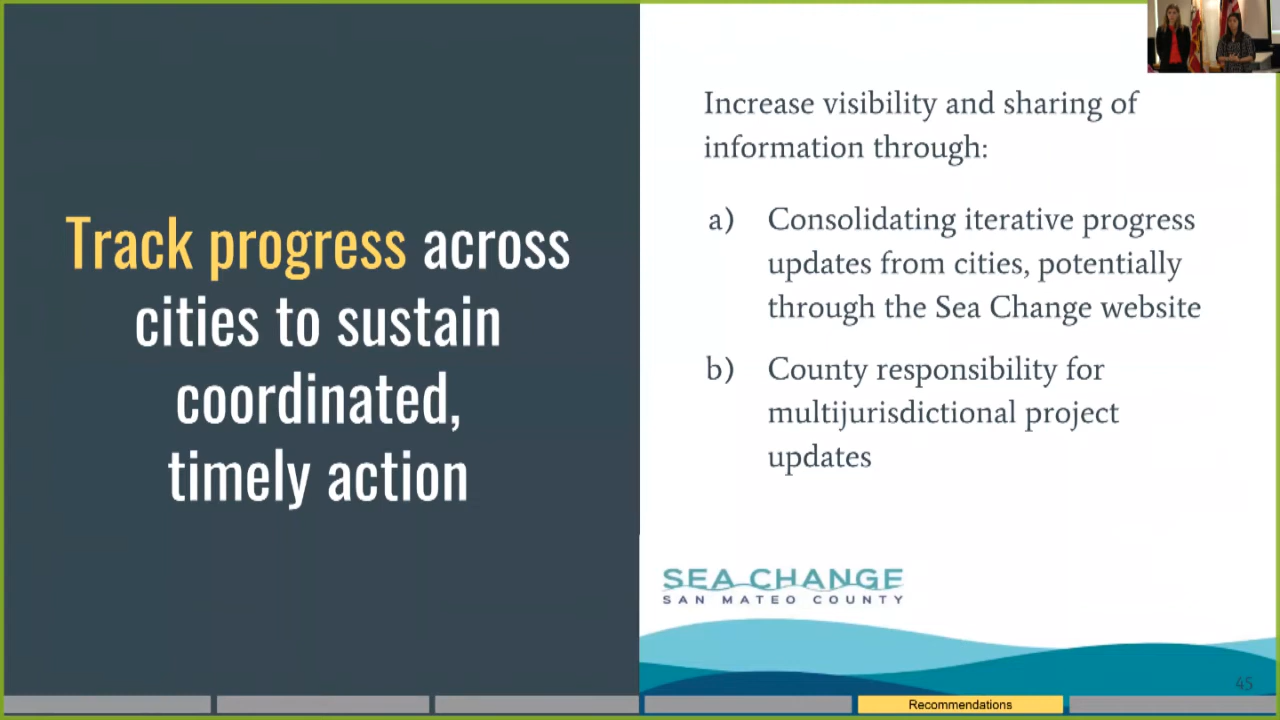 Track progress across
cities to sustain
coordinated,
timely action
Increase visibility and sharing of
information through:
a) Consolidating iterative progress
updates from cities, potentially
through the Sea Change website
b) County responsibility for
multijurisdictional project
updates
SEA CHANGE
SAN MATEO COUNTY
45
Recommendations